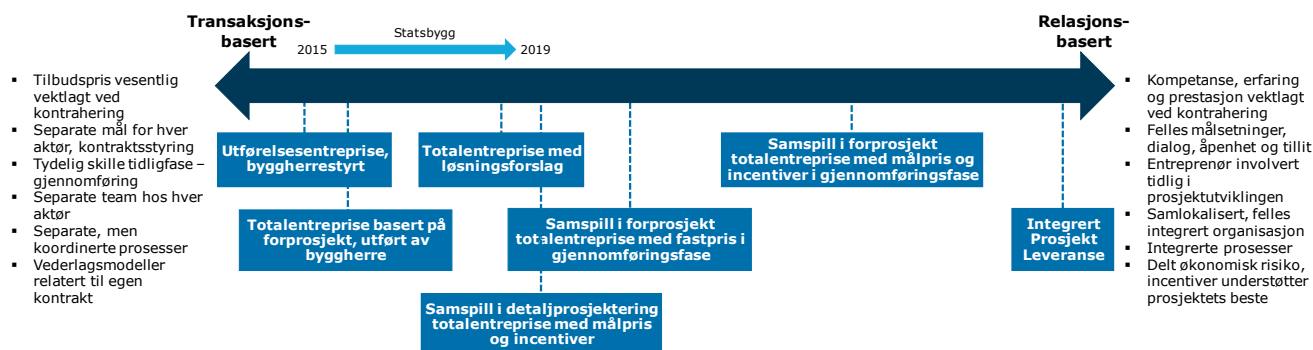 Transaksjons-
basert
Statsbygg
2015
2019
Relasjons-
basert
▪ Tilbudspris vesentlig
vektlagt ved
kontrahering
▪ Separate mål for hver
aktør, kontraktsstyring
▪ Tydelig skille tidligfase –
gjennomføring
▪ Separate team hos hver
aktør
▪ Separate, men
koordinerte prosesser
▪ Vederlagsmodeller
relatert til egen
kontrakt
Utførelsesentreprise,
byggherrestyrt
Totalentreprise basert på
forprosjekt, utført av
byggherre
Totalentreprise med
løsningsforslag
Samspill i detaljprosjektering
totalentreprise med målpris
og incentiver
Samspill i forprosjekt
totalentreprise med fastpris i
gjennomføringsfase
Samspill i forprosjekt
totalentreprise med målpris og
incentiver i gjennomføringsfase
Integrert
Prosjekt
Leveranse
▪ Kompetanse, erfaring
og prestasjon vektlagt
ved kontrahering
▪ Felles målsetninger,
dialog, åpenhet og tillit
▪ Entreprenør involvert
tidlig i
prosjektutviklingen
▪ Samlokalisert, felles
integrert organisasjon
▪ Integrerte prosesser
▪ Delt økonomisk risiko,
incentiver understøtter
prosjektets beste